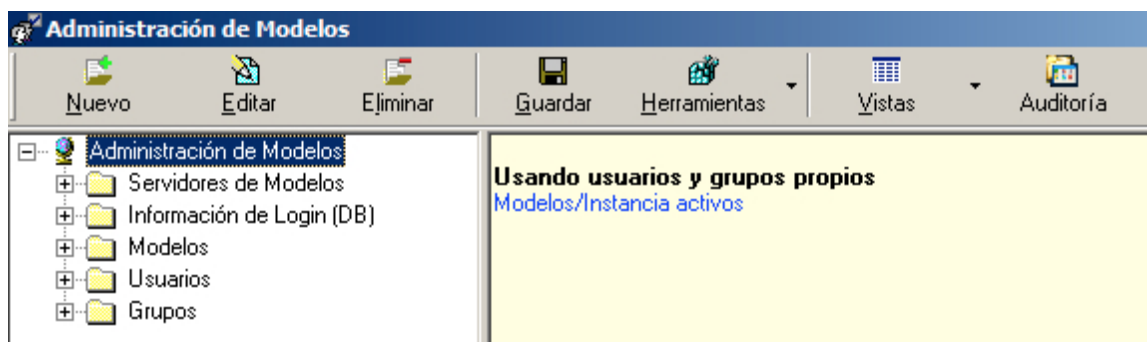 Administración de Modelos
Nuevo Editar Eliminar Guardar Herramientas Vistas Auditoría
Administración de Modelos
Servidores de Modelos
Información de Login (DB)
Modelos
Usuarios
Grupos
Usando usuarios y grupos propios
Modelos/Instancia activos